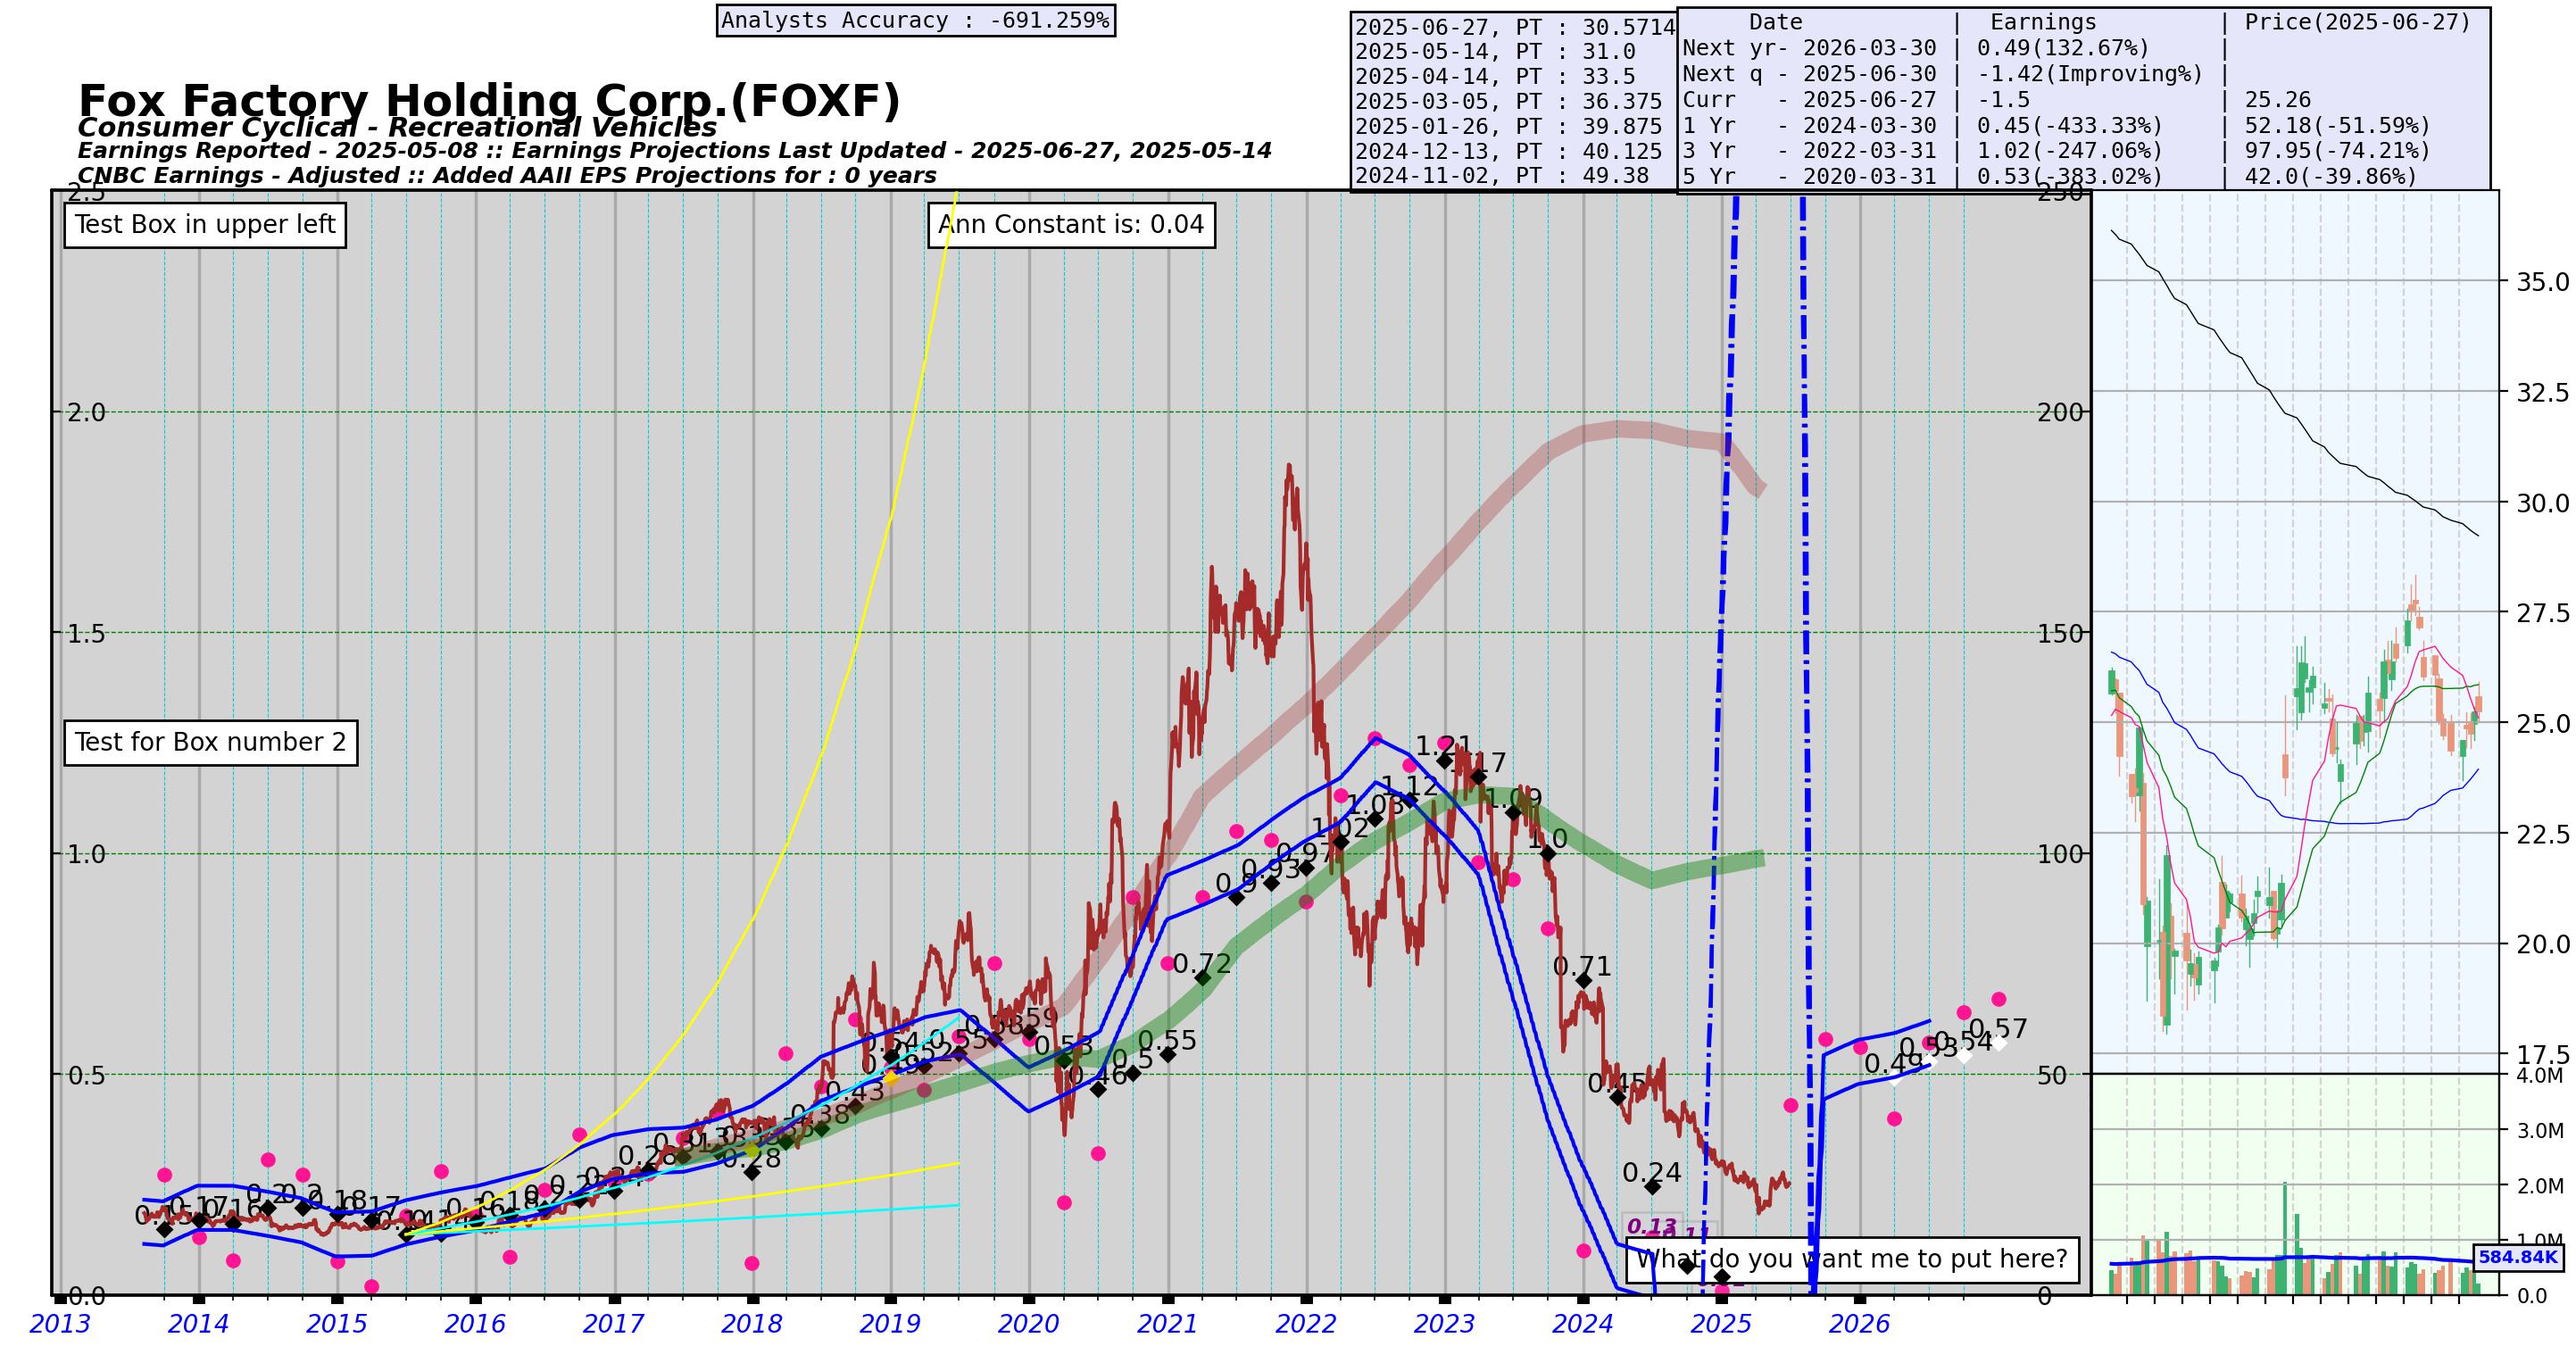 Analysts Accuracy : -691.259%
2025-06-27, PT : 30.5714
2025-05-14, PT : 31.0
2025-04-14, PT : 33.5
2025-03-05, PT : 36.375
2025-01-26, PT : 39.875
2024-12-13, PT : 40.125
2024-11-02, PT : 49.38
Date | Earnings | Price(2025-06-27)
Next yr- 2026-03-30 | 0.49(132.67%) |
Next q - 2025-06-30 | -1.42(Improving%) |
Curr - 2025-06-27 | -1.5 | 25.26
1 Yr - 2024-03-30 | 0.45(-433.33%) | 52.18(-51.59%)
3 Yr - 2022-03-31 | 1.02(-247.06%) | 97.95(-74.21%)
5 Yr - 2020-03-31 | 0.53(-383.02%) | 42.0(-39.86%)
Fox Factory Holding Corp.(FOXF)
Consumer Cyclical - Recreational Vehicles
Earnings Reported - 2025-05-08 :: Earnings Projections Last Updated - 2025-06-27, 2025-05-14
CNBC Earnings - Adjusted :: Added AAII EPS Projections for : 0 years
2.5
2.0
1.5
1.0
0.5
0.0
Test Box in upper left
Ann Constant is: 0.04
Test for Box number 2
What do you want me to put here?
0.17
0.2
0.18
0.28
0.38
0.43
0.55
0.59
0.53
0.46
0.5
0.55
0.72
0.9
0.93
0.97
1.02
1.03
1.12
1.21
1.17
1.09
1.0
0.71
0.45
0.24
0.13
0.11
0.49
0.53
0.54
0.57
250
200
150
100
50
0
35.0
32.5
30.0
27.5
25.0
22.5
20.0
17.5
4.0M
3.0M
2.0M
1.0M
584.84K
0.0
2013
2014
2015
2016
2017
2018
2019
2020
2021
2022
2023
2024
2025
2026